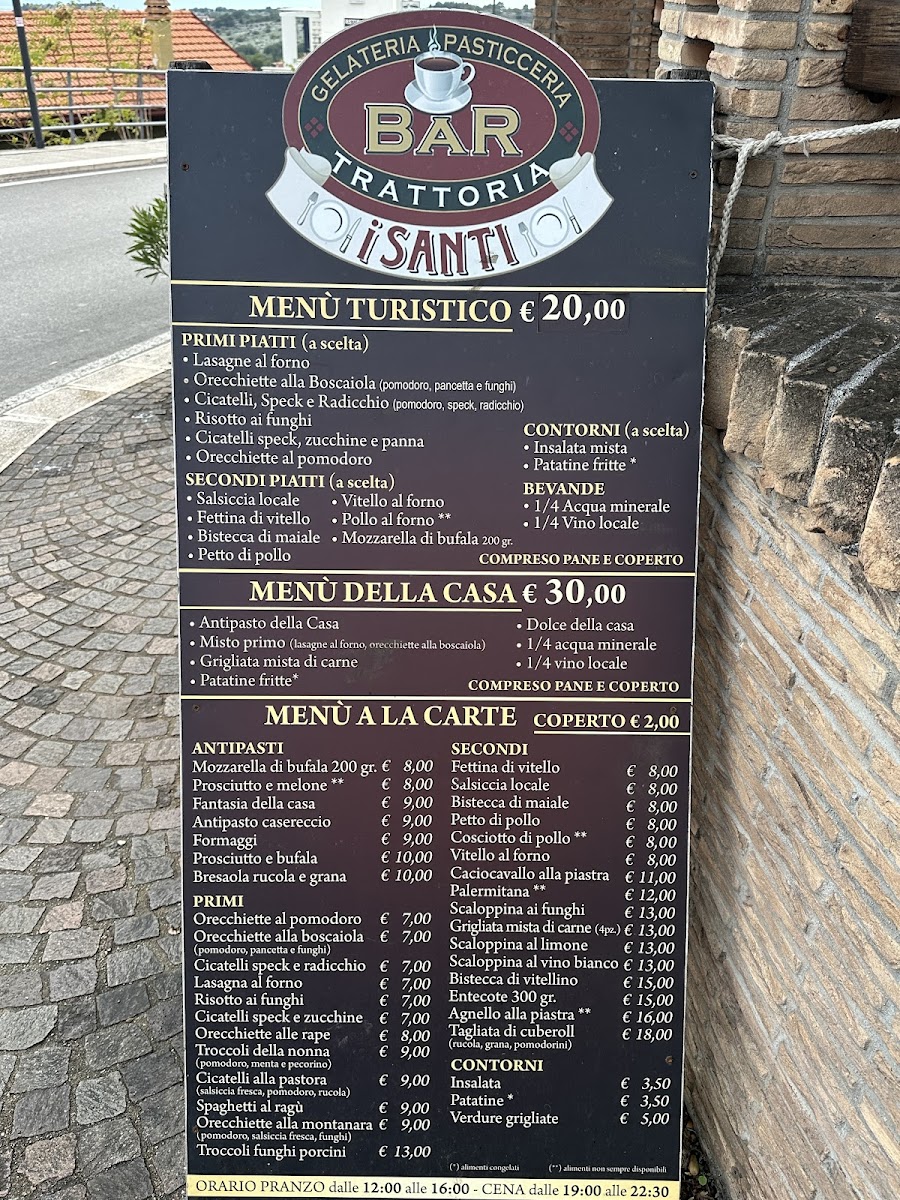 GELATERIA PASTICCERIA
BAR
TRATTORIA
i SANTI
MENÙ TURISTICO € 20,00
PRIMI PIATTI (a scelta)
• Lasagne al forno
• Orecchiette alla Boscaiola (pomodoro, pancetta e funghi)
• Cicatelli, Speck e Radicchio (pomodoro, speck, radicchio)
• Risotto ai funghi
• Cicatelli speck, zucchine e panna
• Orecchiette al pomodoro
SECONDI PIATTI (a scelta)
• Salsiccia locale
• Fettina di vitello
• Bistecca di maiale
• Petto di pollo
• Vitello al forno
• Pollo al forno **
• Mozzarella di bufala 200 gr.
CONTORNI (a scelta)
• Insalata mista
• Patatine fritte *
BEVANDE
• 1/4 Acqua minerale
• 1/4 Vino locale
COMPRESO PANE E COPERTO
MENÙ DELLA CASA € 30,00
• Antipasto della Casa
• Misto primo (lasagne al forno, orecchiette alla boscaiola)
• Grigliata mista di carne
• Patatine fritte*
• Dolce della casa
• 1/4 acqua minerale
• 1/4 vino locale
COMPRESO PANE E COPERTO
MENÙ A LA CARTE COPERTO € 2,00
ANTIPASTI
Mozzarella di bufala 200 gr. € 8,00
Prosciutto e melone ** € 8,00
Fantasia della casa € 9,00
Antipasto casereccio € 9,00
Formaggi € 9,00
Prosciutto e bufala € 10,00
Bresaola rucola e grana € 10,00
PRIMI
Orecchiette al pomodoro € 7,00
Orecchiette alla boscaiola € 7,00
(pomodoro, pancetta e funghi)
Cicatelli speck e radicchio € 7,00
Lasagna al forno € 7,00
Risotto ai funghi € 7,00
Cicatelli speck e zucchine € 7,00
Orecchiette alle rape € 8,00
Troccoli della nonna € 9,00
(pomodoro, menta e pecorino)
Cicatelli alla pastora € 9,00
(salsiccia fresca, pomodoro, rucola)
Spaghetti al ragù € 9,00
Orecchiette alla montanara € 9,00
(pomodoro, salsiccia fresca, funghi)
Troccoli funghi porcini € 13,00
SECONDI
Fettina di vitello € 8,00
Salsiccia locale € 8,00
Bistecca di maiale € 8,00
Petto di pollo € 8,00
Cosciotto di pollo ** € 8,00
Vitello al forno € 8,00
Caciocavallo alla piastra € 11,00
Palermitana ** € 12,00
Scaloppina ai funghi € 13,00
Grigliata mista di carne (4pz.) € 13,00
Scaloppina al limone € 13,00
Scaloppina al vino bianco € 13,00
Bistecca di vitellino € 15,00
Entecote 300 gr. € 15,00
Agnello alla piastra ** € 16,00
Tagliata di cuberoll € 18,00
(rucola, grana, pomodorini)
CONTORNI
Insalata € 3,50
Patatine * € 3,50
Verdure grigliate € 5,00
(*) alimenti congelati (**) alimenti non sempre disponibili
ORARIO PRANZO dalle 12:00 alle 16:00 - CENA dalle 19:00 alle 22:30